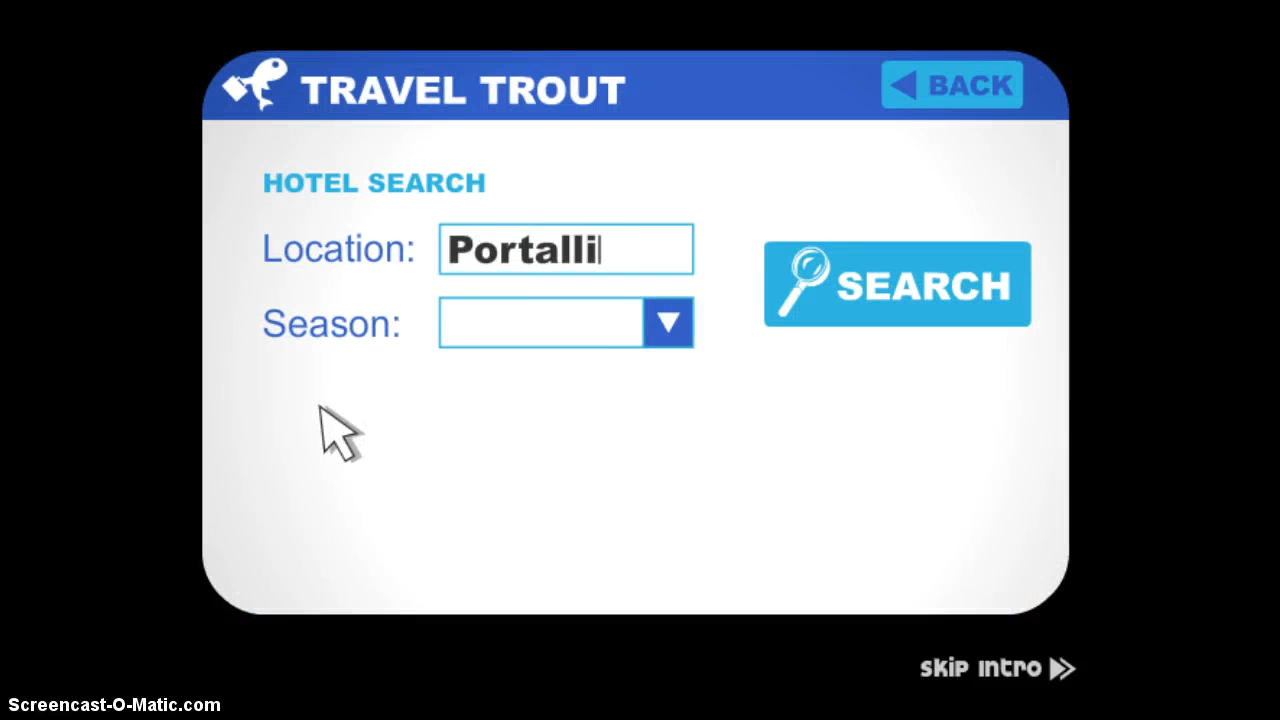 TRAVEL TROUT
BACK
HOTEL SEARCH
Location: Portalli
Season:
SEARCH
skip intro
Screencast-O-Matic.com